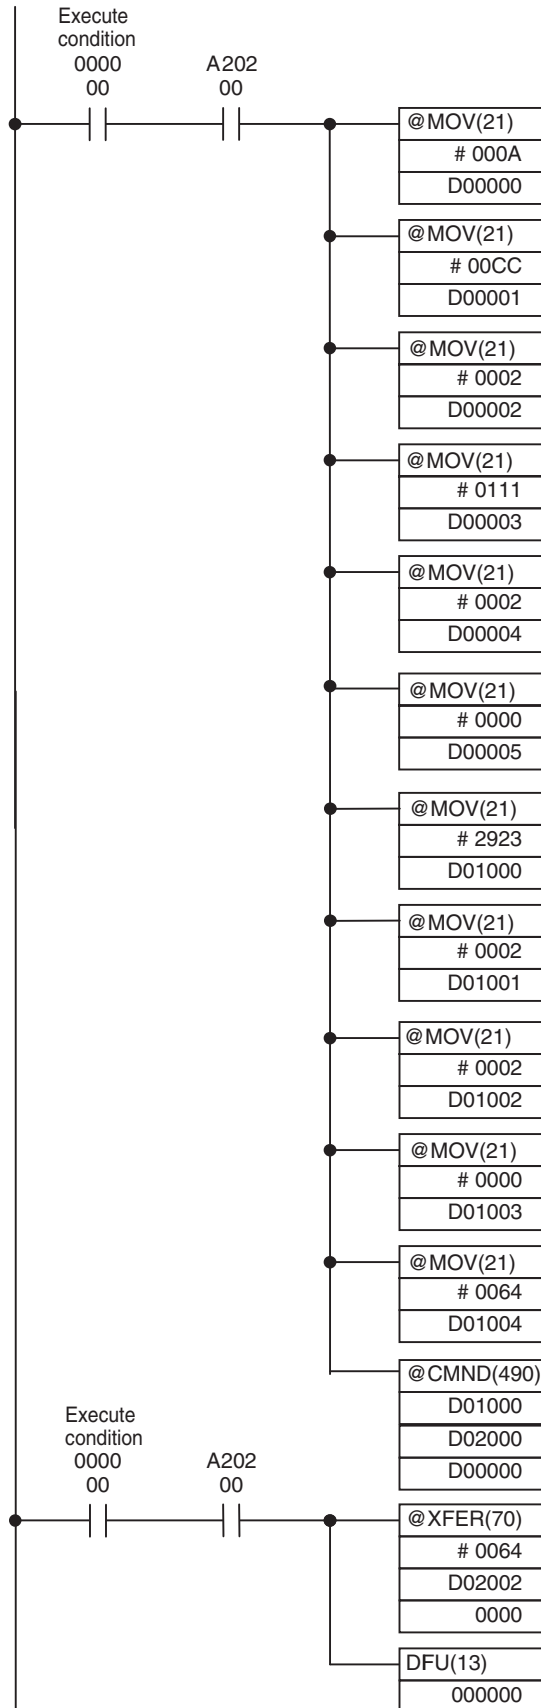 Execute
condition
0000
00
A202
00
@MOV(21)
# 000A
D00000
@MOV(21)
# 00CC
D00001
@MOV(21)
# 0002
D00002
@MOV(21)
# 0111
D00003
@MOV(21)
# 0002
D00004
@MOV(21)
# 0000
D00005
@MOV(21)
# 2923
D01000
@MOV(21)
# 0002
D01001
@MOV(21)
# 0002
D01002
@MOV(21)
# 0000
D01003
@MOV(21)
# 0064
D01004
@CMND(490)
D01000
D02000
D00000
Execute
condition
0000
00
A202
00
@XFER(70)
# 0064
D02002
0000
DFU(13)
000000